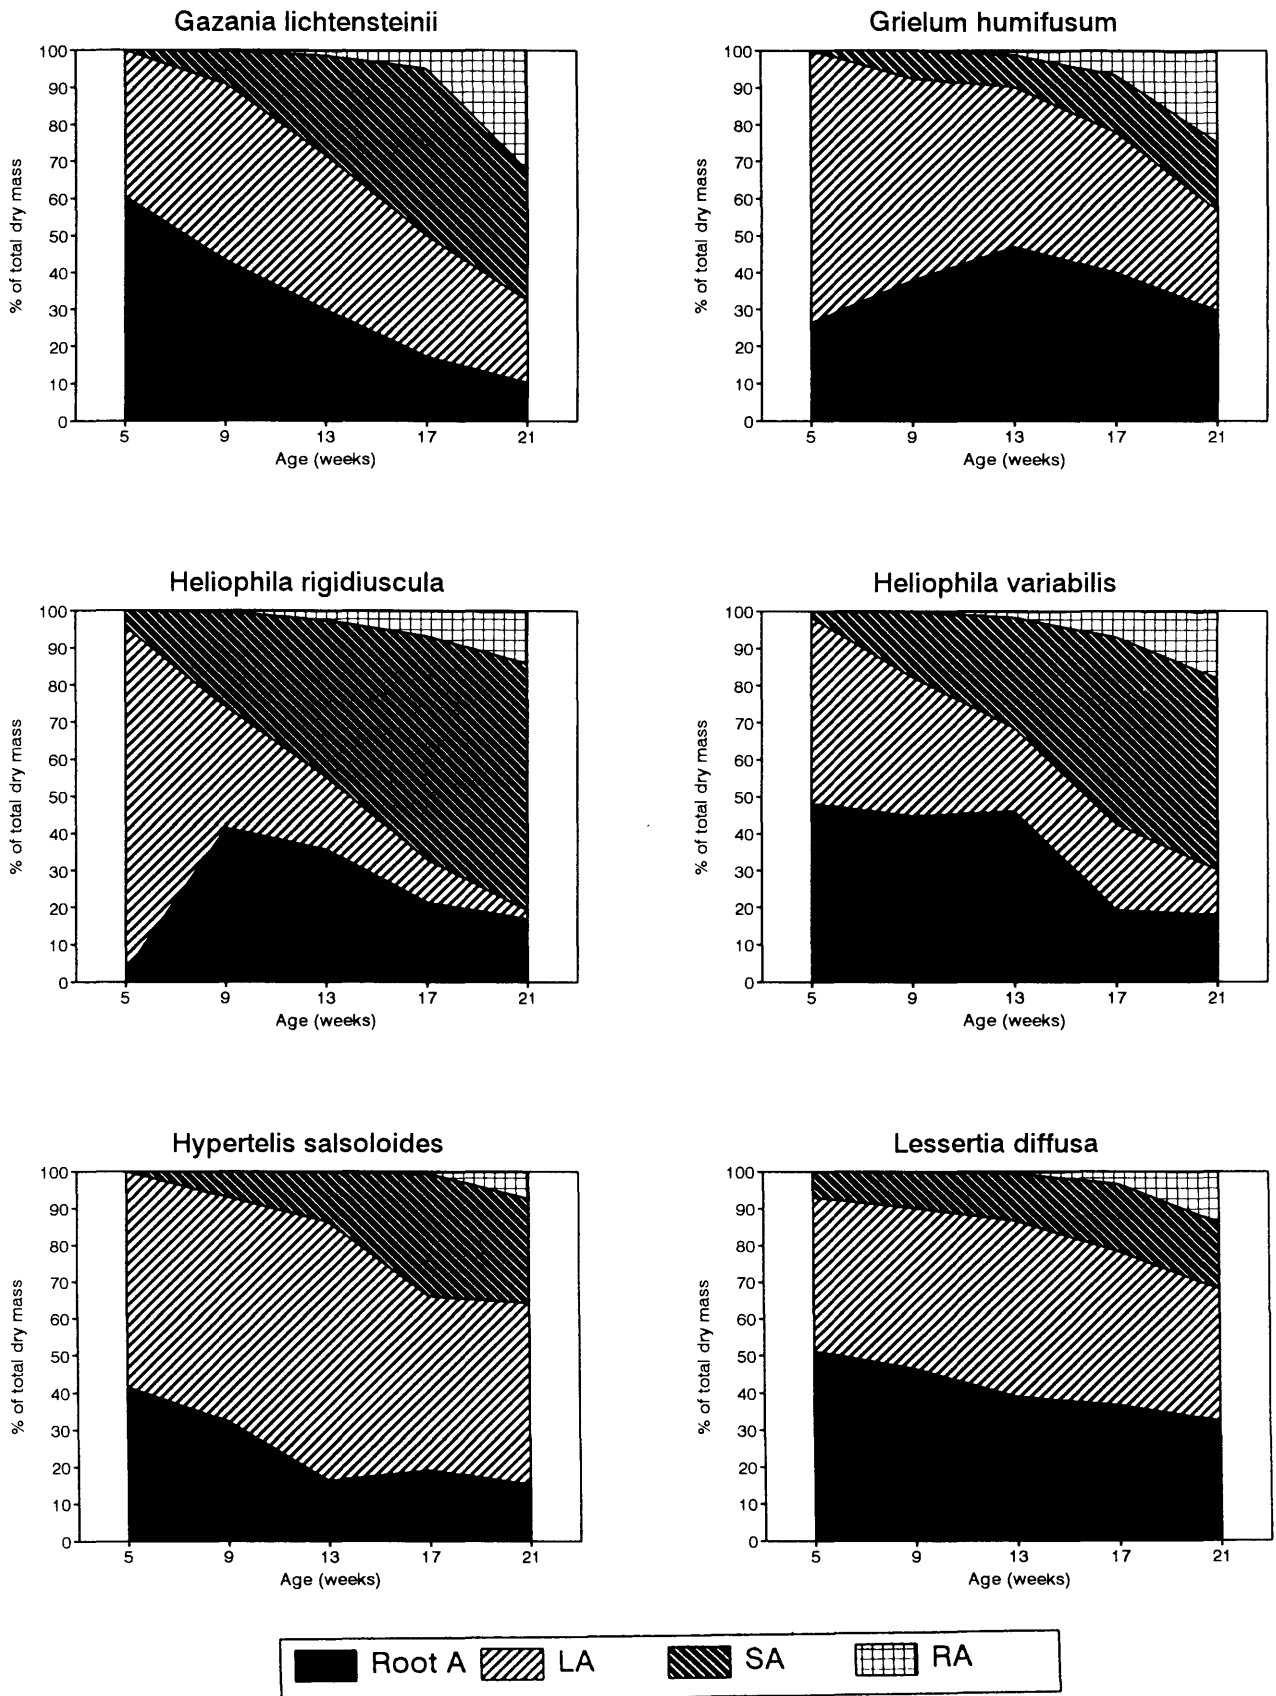 Gazania lichtensteinii
100
90
80
70
60
50
40
30
20
10
0
% of total dry mass
5 9 13 17 21
Age (weeks)
Grielum humifusum
100
90
80
70
60
50
40
30
20
10
0
% of total dry mass
5 9 13 17 21
Age (weeks)
Heliophila rigidiuscula
100
90
80
70
60
50
40
30
20
10
0
% of total dry mass
5 9 13 17 21
Age (weeks)
Heliophila variabilis
100
90
80
70
60
50
40
30
20
10
0
% of total dry mass
5 9 13 17 21
Age (weeks)
Hypertelis salsoloides
100
90
80
70
60
50
40
30
20
10
0
% of total dry mass
5 9 13 17 21
Age (weeks)
Lessertia diffusa
100
90
80
70
60
50
40
30
20
10
0
% of total dry mass
5 9 13 17 21
Age (weeks)
Root A LA SA RA